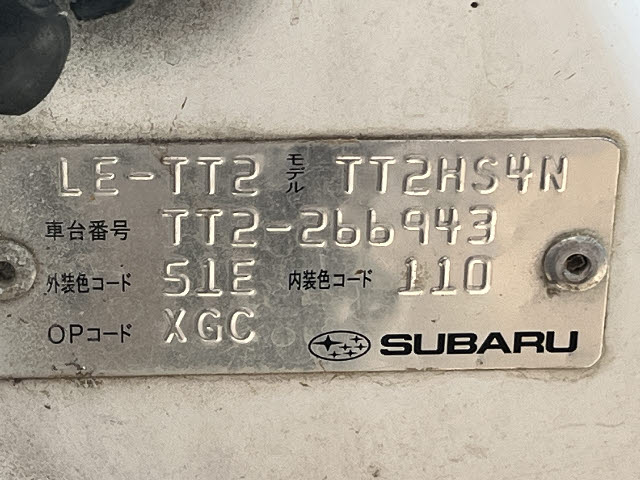 LE-TT2 モデル TT2HS4N
車台番号 TT2-266943
外装色コード S1E 内装色コード 110
OPコード XGC SUBARU